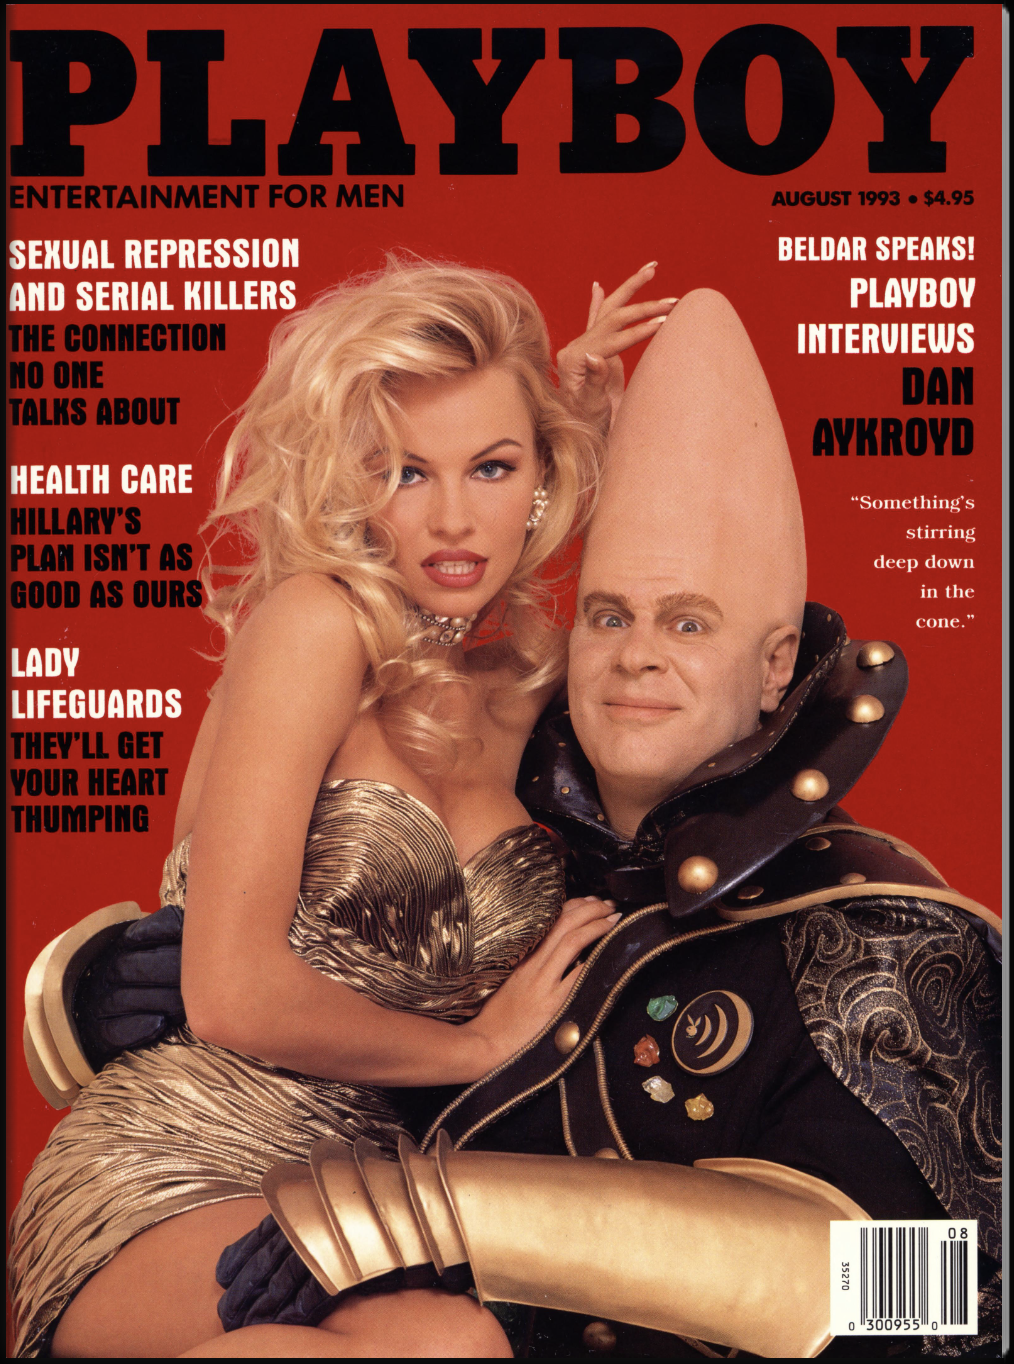 PLAYBOY
ENTERTAINMENT FOR MEN
AUGUST 1993 • $4.95
SEXUAL REPRESSION
AND SERIAL KILLERS
THE CONNECTION
NO ONE
TALKS ABOUT
HEALTH CARE
HILLARY'S
PLAN ISN'T AS
GOOD AS OURS
LADY
LIFEGUARDS
THEY'LL GET
YOUR HEART
THUMPING
BELDAR SPEAKS!
PLAYBOY
INTERVIEWS
DAN
AYKROYD
“Something's
stirring
deep down
in the
cone.”
08
35270
0 300955 0